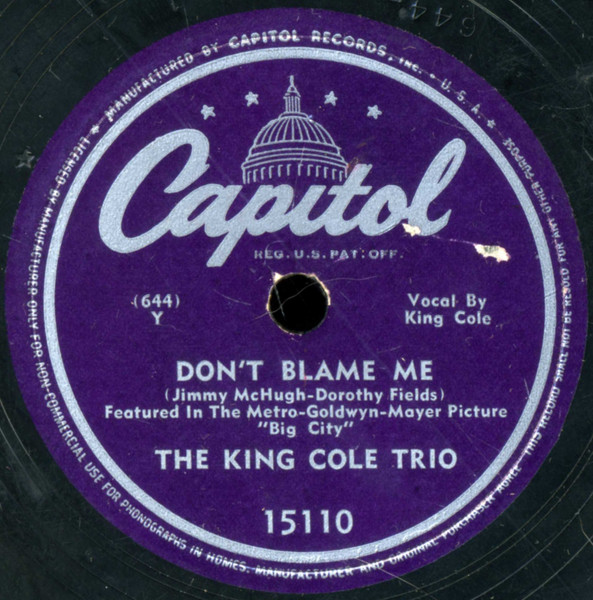 MANUFACTURED BY CAPITOL RECORDS, INC. • U. S. A. ★
LICENSED BY MANUFACTURER ONLY FOR NON-COMMERCIAL USE FOR PHONOGRAPHS IN HOMES. MANUFACTURER AND ORIGINAL PURCHASER AGREE THIS RECORD SHALL NOT BE RESOLD FOR ANY OTHER PURPOSE
Capitol
REG. U.S. PAT. OFF.
(644)
Y
Vocal By
King Cole
DON'T BLAME ME
(Jimmy McHugh-Dorothy Fields)
Featured In The Metro-Goldwyn-Mayer Picture
"Big City"
THE KING COLE TRIO
15110
644